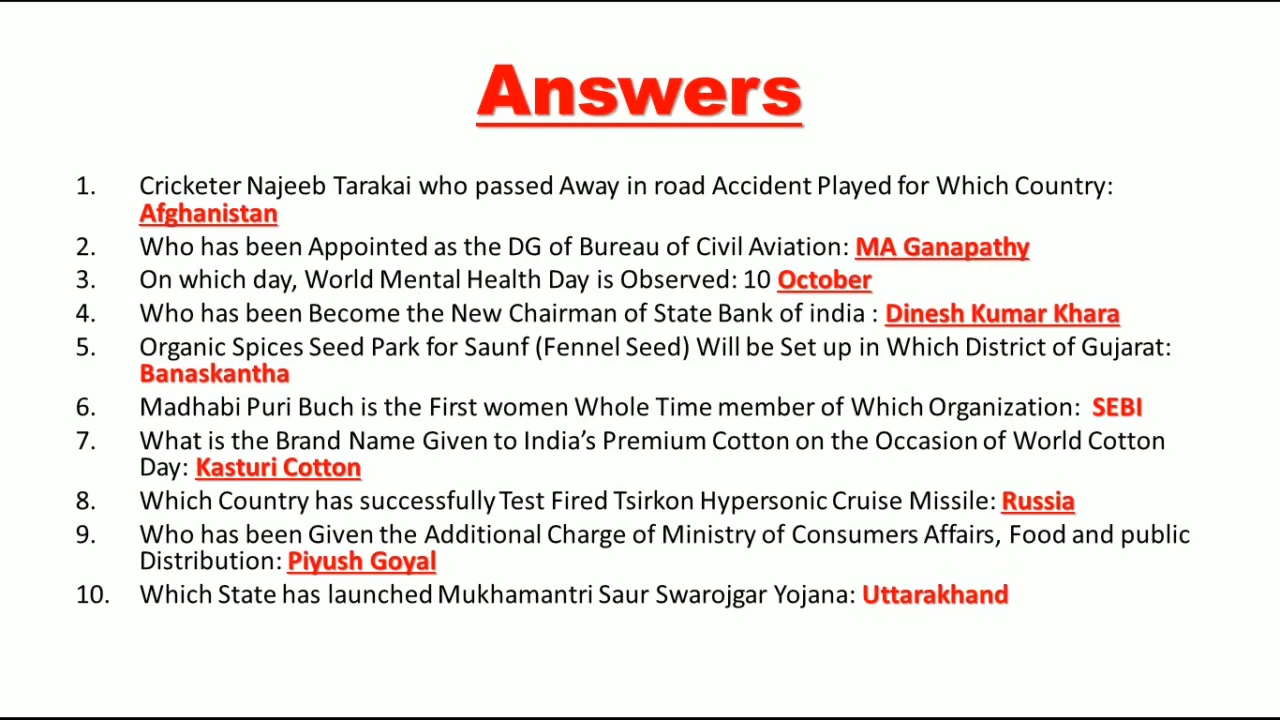 Answers
1. Cricketer Najeeb Tarakai who passed Away in road Accident Played for Which Country:
Afghanistan
2. Who has been Appointed as the DG of Bureau of Civil Aviation: MA Ganapathy
3. On which day, World Mental Health Day is Observed: 10 October
4. Who has been Become the New Chairman of State Bank of india : Dinesh Kumar Khara
5. Organic Spices Seed Park for Saunf (Fennel Seed) Will be Set up in Which District of Gujarat:
Banaskantha
6. Madhabi Puri Buch is the First women Whole Time member of Which Organization: SEBI
7. What is the Brand Name Given to India’s Premium Cotton on the Occasion of World Cotton
Day: Kasturi Cotton
8. Which Country has successfully Test Fired Tsirkon Hypersonic Cruise Missile: Russia
9. Who has been Given the Additional Charge of Ministry of Consumers Affairs, Food and public
Distribution: Piyush Goyal
10. Which State has launched Mukhamantri Saur Swarojgar Yojana: Uttarakhand